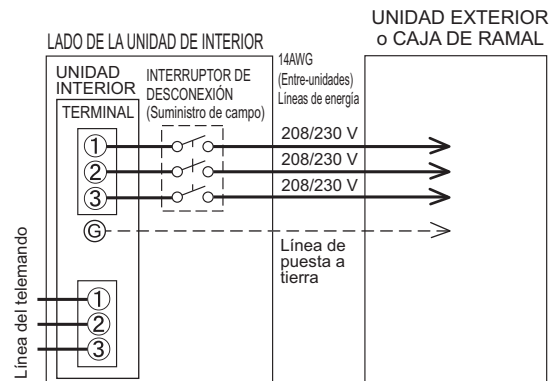 UNIDAD EXTERIOR
o CAJA DE RAMAL
LADO DE LA UNIDAD DE INTERIOR
14AWG
(Entre-unidades)
Líneas de energía
UNIDAD
INTERIOR
INTERRUPTOR DE
DESCONEXIÓN
(Suministro de campo)
TERMINAL
1
208/230 V
2
208/230 V
3
208/230 V
G
Línea de
puesta a
tierra
Línea del telemando
1
2
3